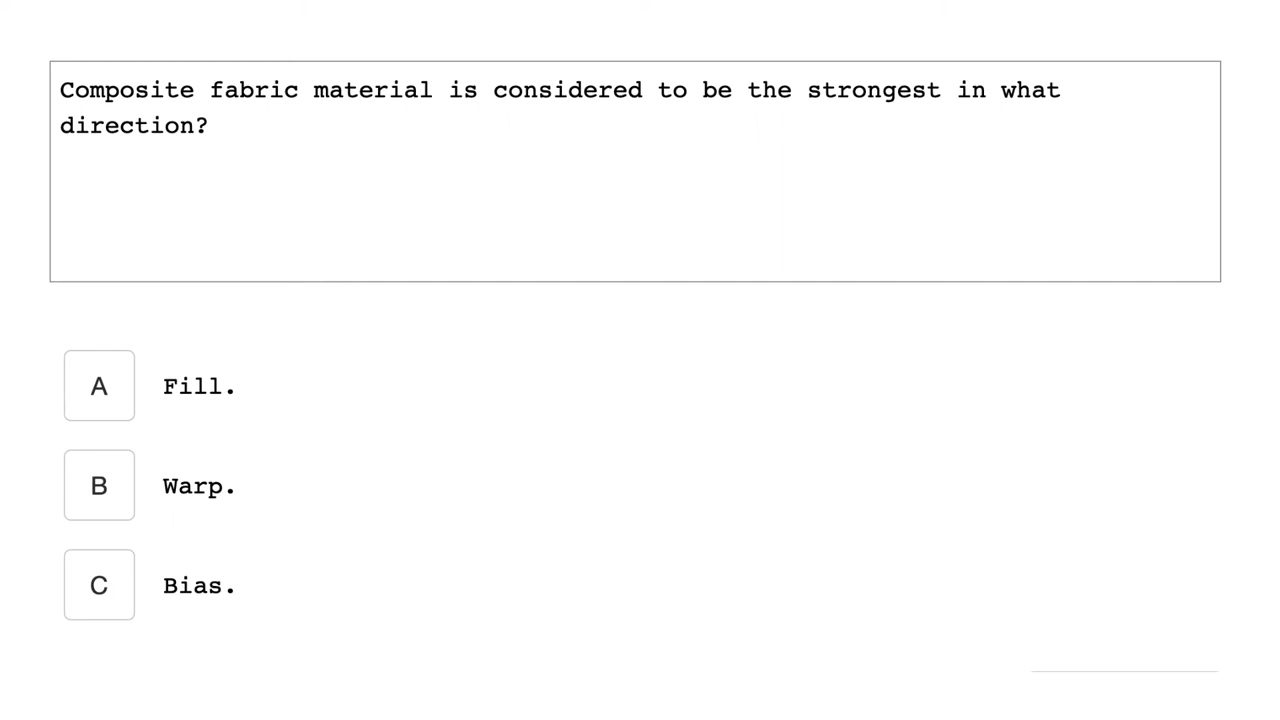 Composite fabric material is considered to be the strongest in what
direction?
A Fill.
B Warp.
C Bias.